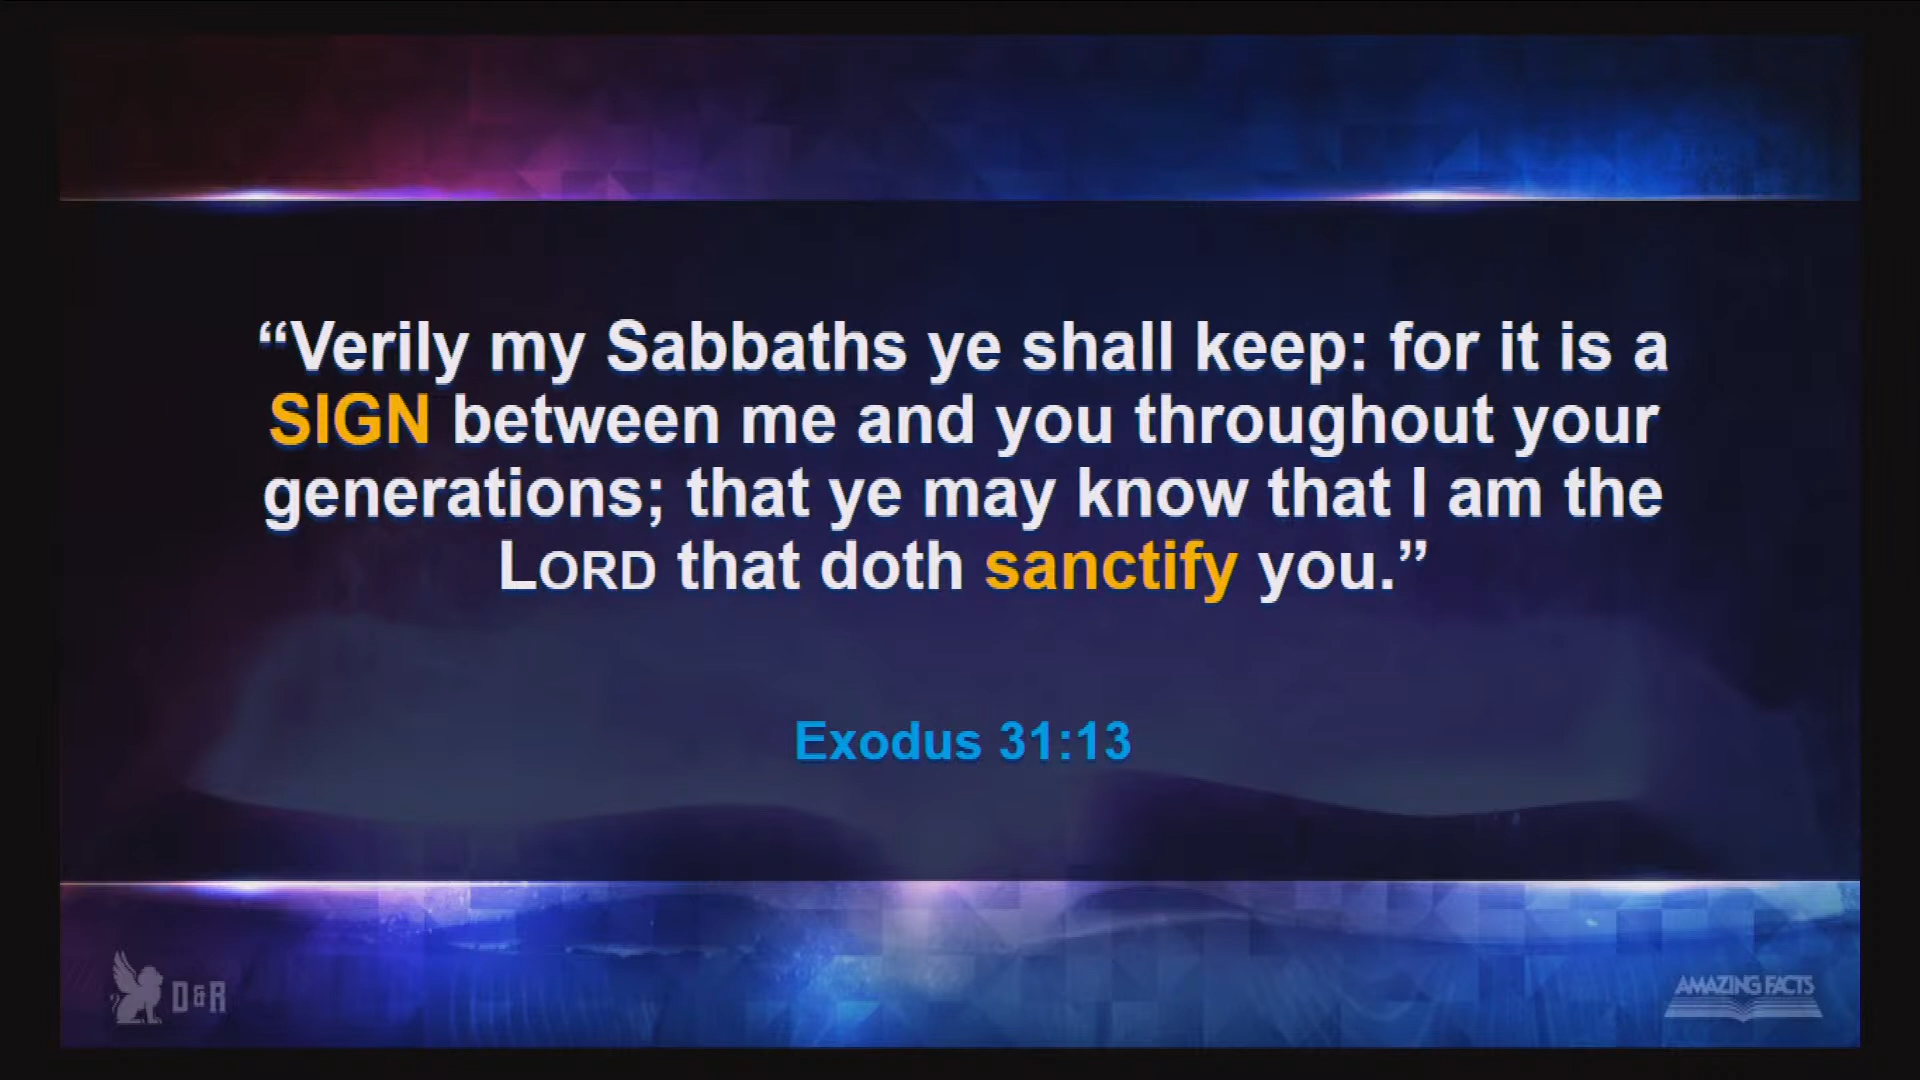 “Verily my Sabbaths ye shall keep: for it is a
SIGN between me and you throughout your
generations; that ye may know that I am the
LORD that doth sanctify you.”
Exodus 31:13
D&R
AMAZING FACTS